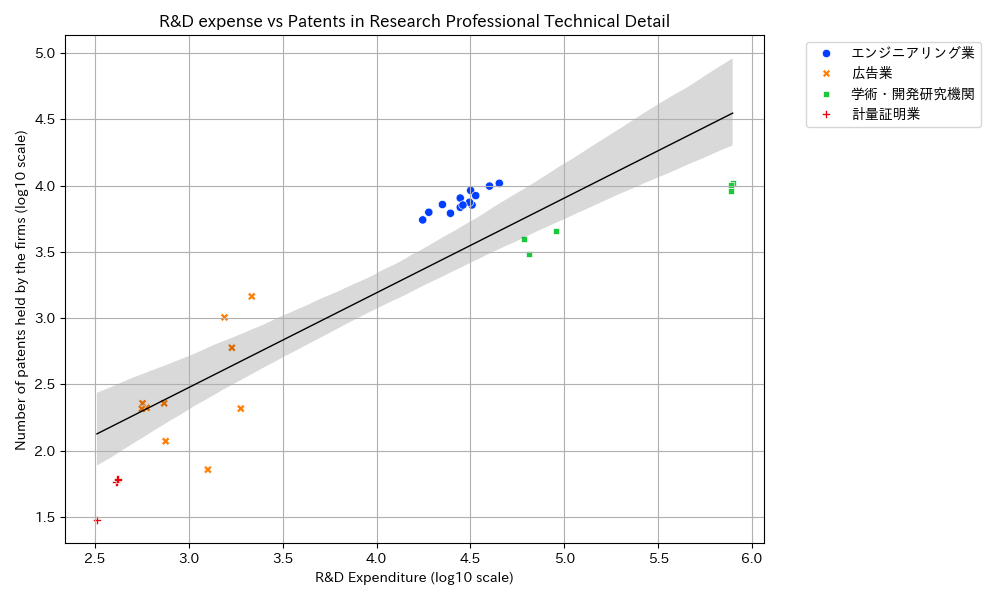 R&D expense vs Patents in Research Professional Technical Detail
Number of patents held by the firms (log10 scale)
5.0
4.5
4.0
3.5
3.0
2.5
2.0
1.5
2.5 3.0 3.5 4.0 4.5 5.0 5.5 6.0
R&D Expenditure (log10 scale)
エンジニアリング業
広告業
学術・開発研究機関
計量証明業